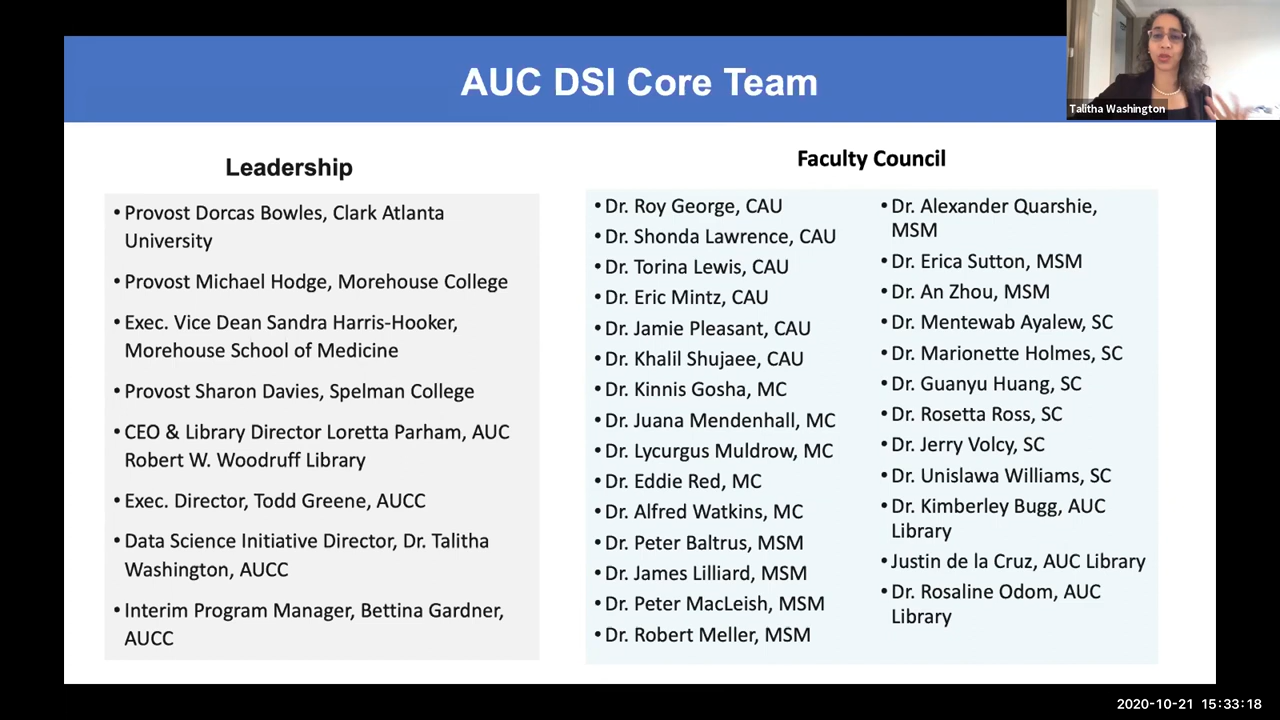 AUC DSI Core Team
Talitha Washington
Leadership
• Provost Dorcas Bowles, Clark Atlanta
University
• Provost Michael Hodge, Morehouse College
• Exec. Vice Dean Sandra Harris-Hooker,
Morehouse School of Medicine
• Provost Sharon Davies, Spelman College
• CEO & Library Director Loretta Parham, AUC
Robert W. Woodruff Library
• Exec. Director, Todd Greene, AUCC
• Data Science Initiative Director, Dr. Talitha
Washington, AUCC
• Interim Program Manager, Bettina Gardner,
AUCC
Faculty Council
• Dr. Roy George, CAU
• Dr. Shonda Lawrence, CAU
• Dr. Torina Lewis, CAU
• Dr. Eric Mintz, CAU
• Dr. Jamie Pleasant, CAU
• Dr. Khalil Shujaee, CAU
• Dr. Kinnis Gosha, MC
• Dr. Juana Mendenhall, MC
• Dr. Lycurgus Muldrow, MC
• Dr. Eddie Red, MC
• Dr. Alfred Watkins, MC
• Dr. Peter Baltrus, MSM
• Dr. James Lilliard, MSM
• Dr. Peter MacLeish, MSM
• Dr. Robert Meller, MSM
• Dr. Alexander Quarshie,
MSM
• Dr. Erica Sutton, MSM
• Dr. An Zhou, MSM
• Dr. Mentewab Ayalew, SC
• Dr. Marionette Holmes, SC
• Dr. Guanyu Huang, SC
• Dr. Rosetta Ross, SC
• Dr. Jerry Volcy, SC
• Dr. Unislawa Williams, SC
• Dr. Kimberley Bugg, AUC
Library
• Justin de la Cruz, AUC Library
• Dr. Rosaline Odom, AUC
Library
2020-10-21 15:33:18